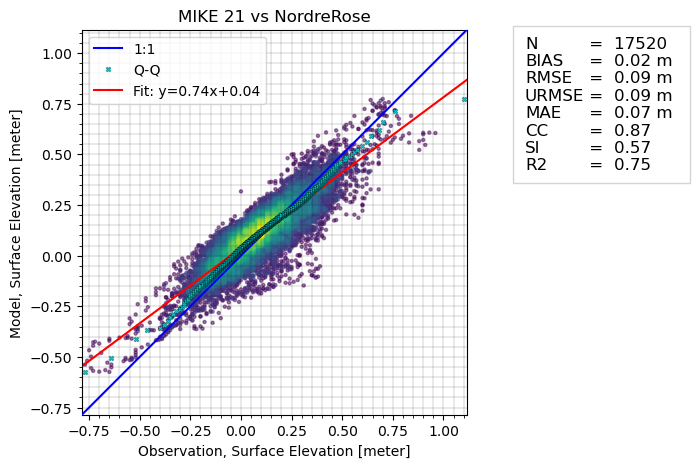 MIKE 21 vs NordreRose
1:1
Q-Q
Fit: y=0.74x+0.04
N = 17520
BIAS = 0.02 m
RMSE = 0.09 m
URMSE = 0.09 m
MAE = 0.07 m
CC = 0.87
SI = 0.57
R2 = 0.75
Model, Surface Elevation [meter]
1.00
0.75
0.50
0.25
0.00
−0.25
−0.50
−0.75
−0.75 −0.50 −0.25 0.00 0.25 0.50 0.75 1.00
Observation, Surface Elevation [meter]